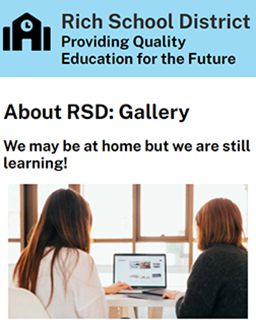 Rich School District
Providing Quality
Education for the Future
About RSD: Gallery
We may be at home but we are still
learning!